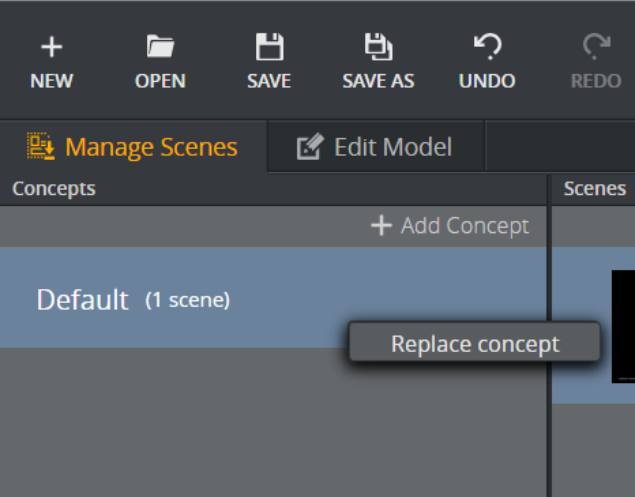 NEW OPEN SAVE SAVE AS UNDO REDO
Manage Scenes Edit Model
Concepts Scenes
Add Concept
Default (1 scene)
Replace concept